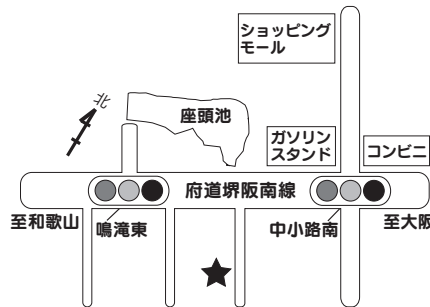 ショッピング
モール
北
座頭池
ガソリン
スタンド
コンビニ
府道堺阪南線
至和歌山
鳴滝東
中小路南
至大阪